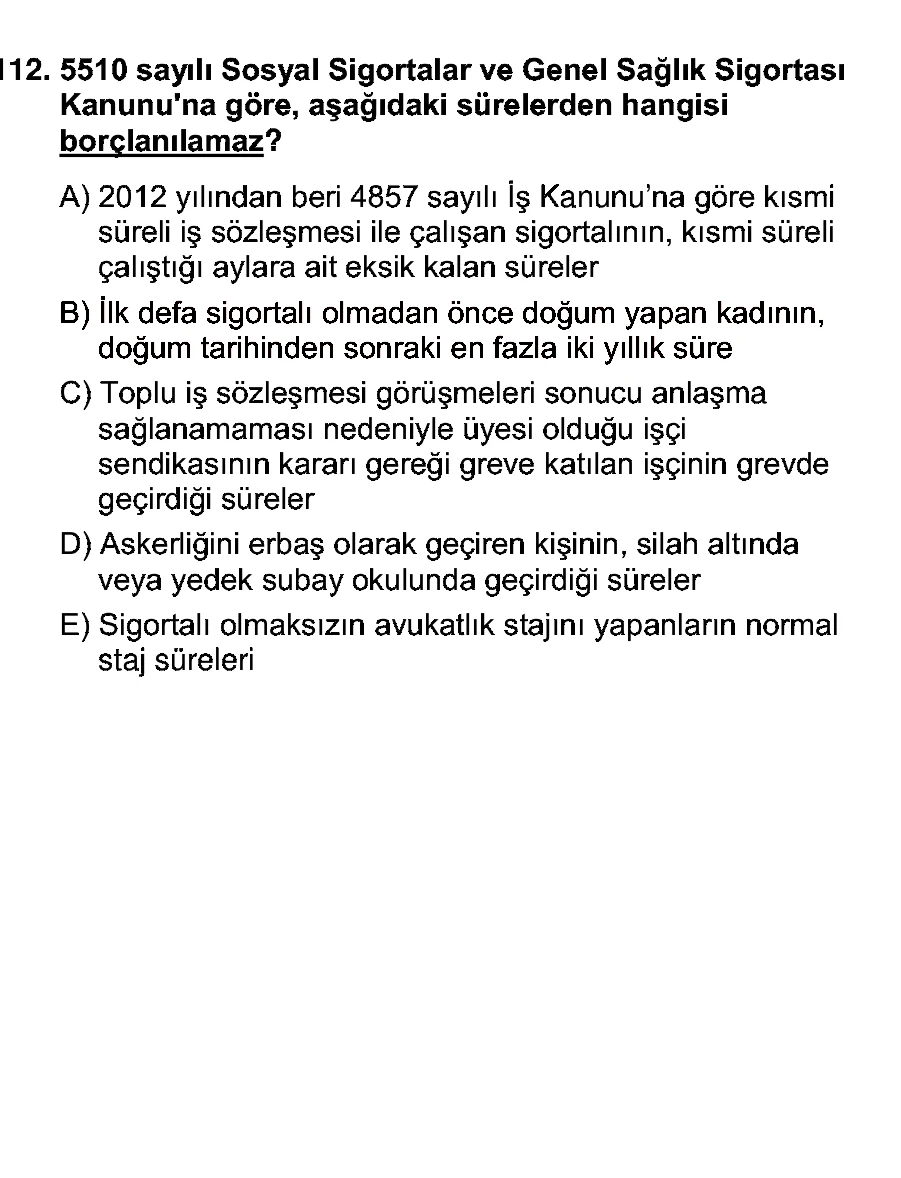 112. 5510 sayılı Sosyal Sigortalar ve Genel Sağlık Sigortası
Kanunu'na göre, aşağıdaki sürelerden hangisi
borçlanılamaz?
A) 2012 yılından beri 4857 sayılı İş Kanunu’na göre kısmi
süreli iş sözleşmesi ile çalışan sigortalının, kısmi süreli
çalıştığı aylara ait eksik kalan süreler
B) İlk defa sigortalı olmadan önce doğum yapan kadının,
doğum tarihinden sonraki en fazla iki yıllık süre
C) Toplu iş sözleşmesi görüşmeleri sonucu anlaşma
sağlanamaması nedeniyle üyesi olduğu işçi
sendikasının kararı gereği greve katılan işçinin grevde
geçirdiği süreler
D) Askerliğini erbaş olarak geçiren kişinin, silah altında
veya yedek subay okulunda geçirdiği süreler
E) Sigortalı olmaksızın avukatlık stajını yapanların normal
staj süreleri